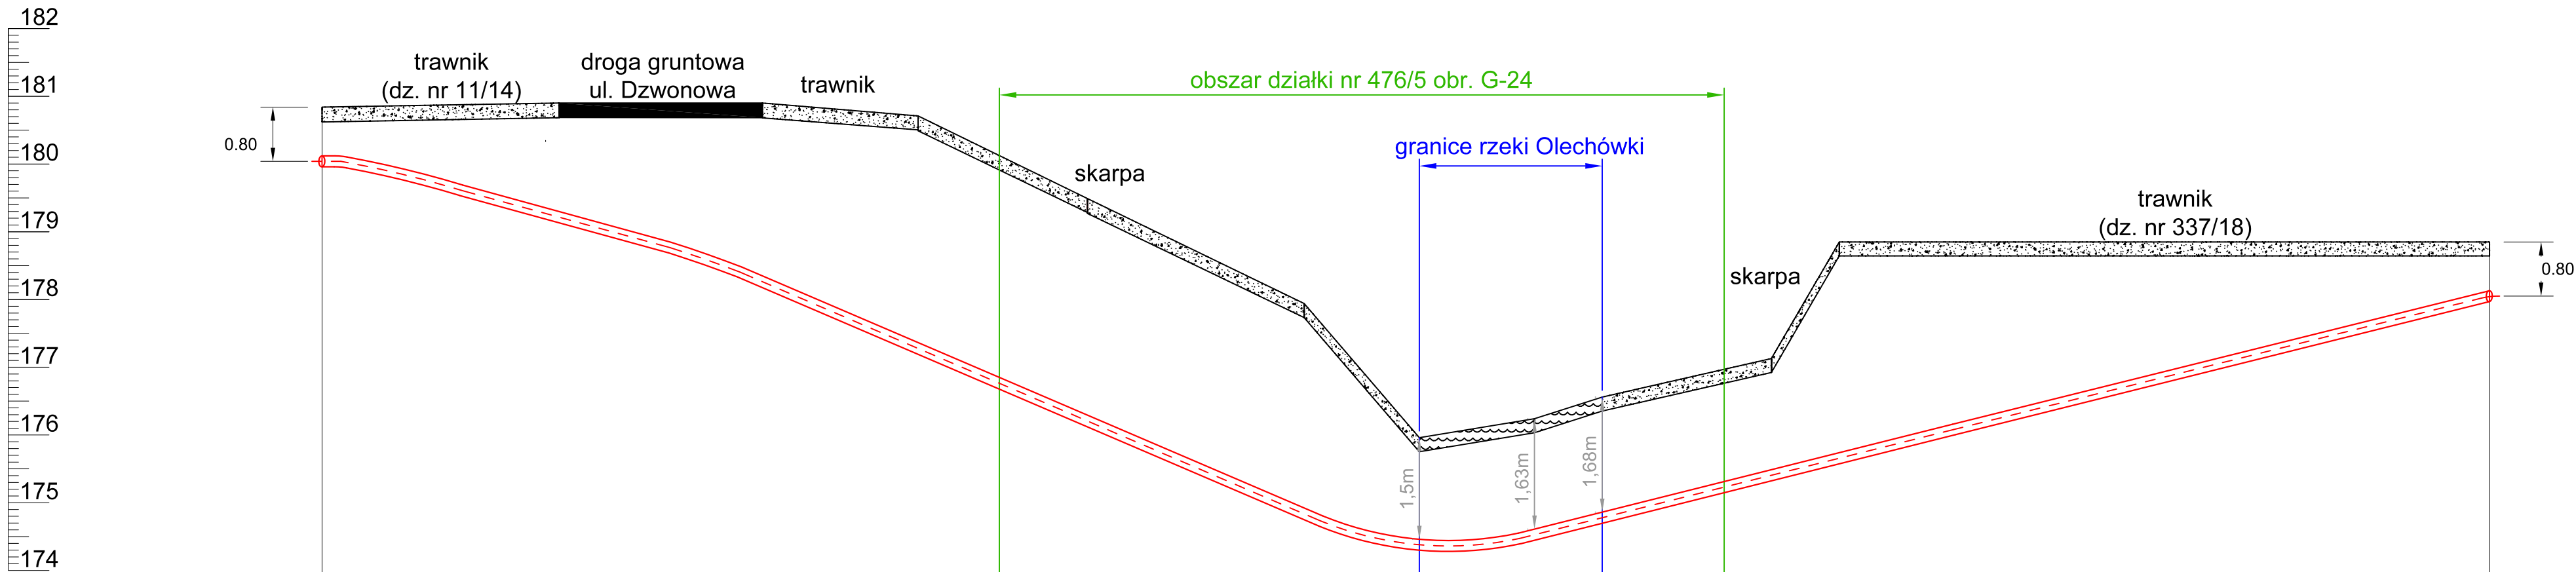 182
181
180
179
178
177
176
175
174
trawnik
(dz. nr 11/14)
droga gruntowa
ul. Dzwonowa
trawnik
0.80
skarpa
obszar działki nr 476/5 obr. G-24
granice rzeki Olechówki
1,5m
1,63m
1,68m
skarpa
trawnik
(dz. nr 337/18)
0.80